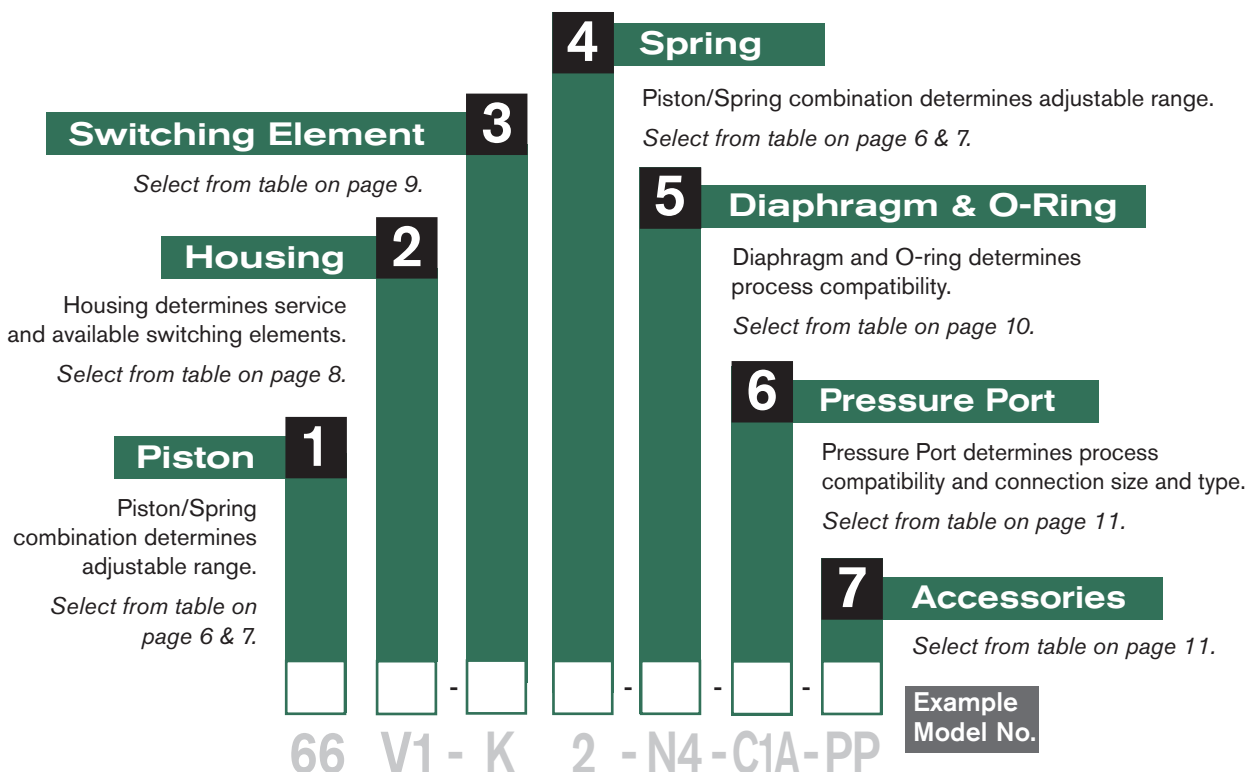 4 Spring
Piston/Spring combination determines adjustable range.
Select from table on page 6 & 7.
3
Switching Element
Select from table on page 9.
5 Diaphragm & O-Ring
Diaphragm and O-ring determines
process compatibility.
Select from table on page 10.
2
Housing
Housing determines service
and available switching elements.
Select from table on page 8.
6 Pressure Port
Pressure Port determines process
compatibility and connection size and type.
Select from table on page 11.
1
Piston
Piston/Spring
combination determines
adjustable range.
Select from table on
page 6 & 7.
7 Accessories
Select from table on page 11.
- - - -
Example
Model No.
66 V1 - K 2 - N4 - C1A - PP